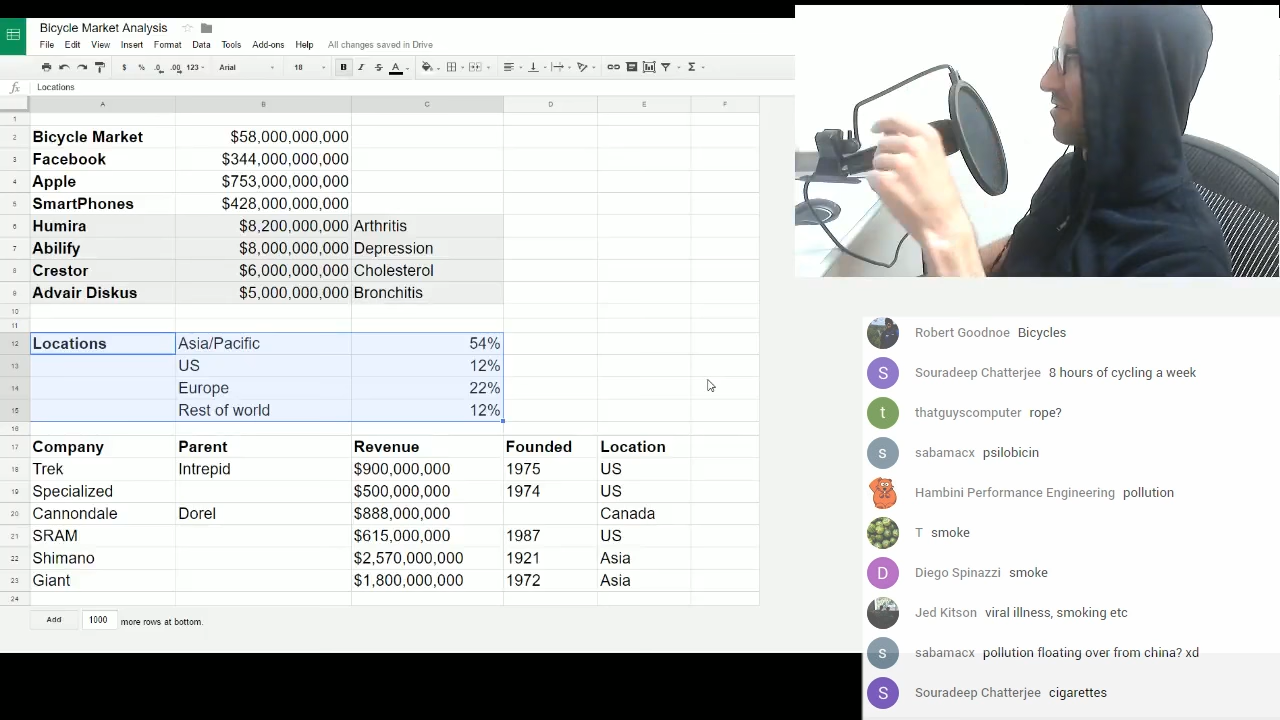 Bicycle Market Analysis
File Edit View Insert Format Data Tools Add-ons Help All changes saved in Drive
$ % .0 .00 123 Arial 18 B I S A Σ
fx Locations
A B C D E F
1
2 Bicycle Market $58,000,000,000
3 Facebook $344,000,000,000
4 Apple $753,000,000,000
5 SmartPhones $428,000,000,000
6 Humira $8,200,000,000 Arthritis
7 Abilify $8,000,000,000 Depression
8 Crestor $6,000,000,000 Cholesterol
9 Advair Diskus $5,000,000,000 Bronchitis
10
11
12 Locations Asia/Pacific 54%
13 US 12%
14 Europe 22%
15 Rest of world 12%
16
17 Company Parent Revenue Founded Location
18 Trek Intrepid $900,000,000 1975 US
19 Specialized $500,000,000 1974 US
20 Cannondale Dorel $888,000,000 Canada
21 SRAM $615,000,000 1987 US
22 Shimano $2,570,000,000 1921 Asia
23 Giant $1,800,000,000 1972 Asia
24
Add 1000 more rows at bottom.
Robert Goodnoe Bicycles
S Souradeep Chatterjee 8 hours of cycling a week
t thatguyscomputer rope?
s sabamacx psilobicin
Hambini Performance Engineering pollution
T smoke
D Diego Spinazzi smoke
Jed Kitson viral illness, smoking etc
s sabamacx pollution floating over from china? xd
S Souradeep Chatterjee cigarettes